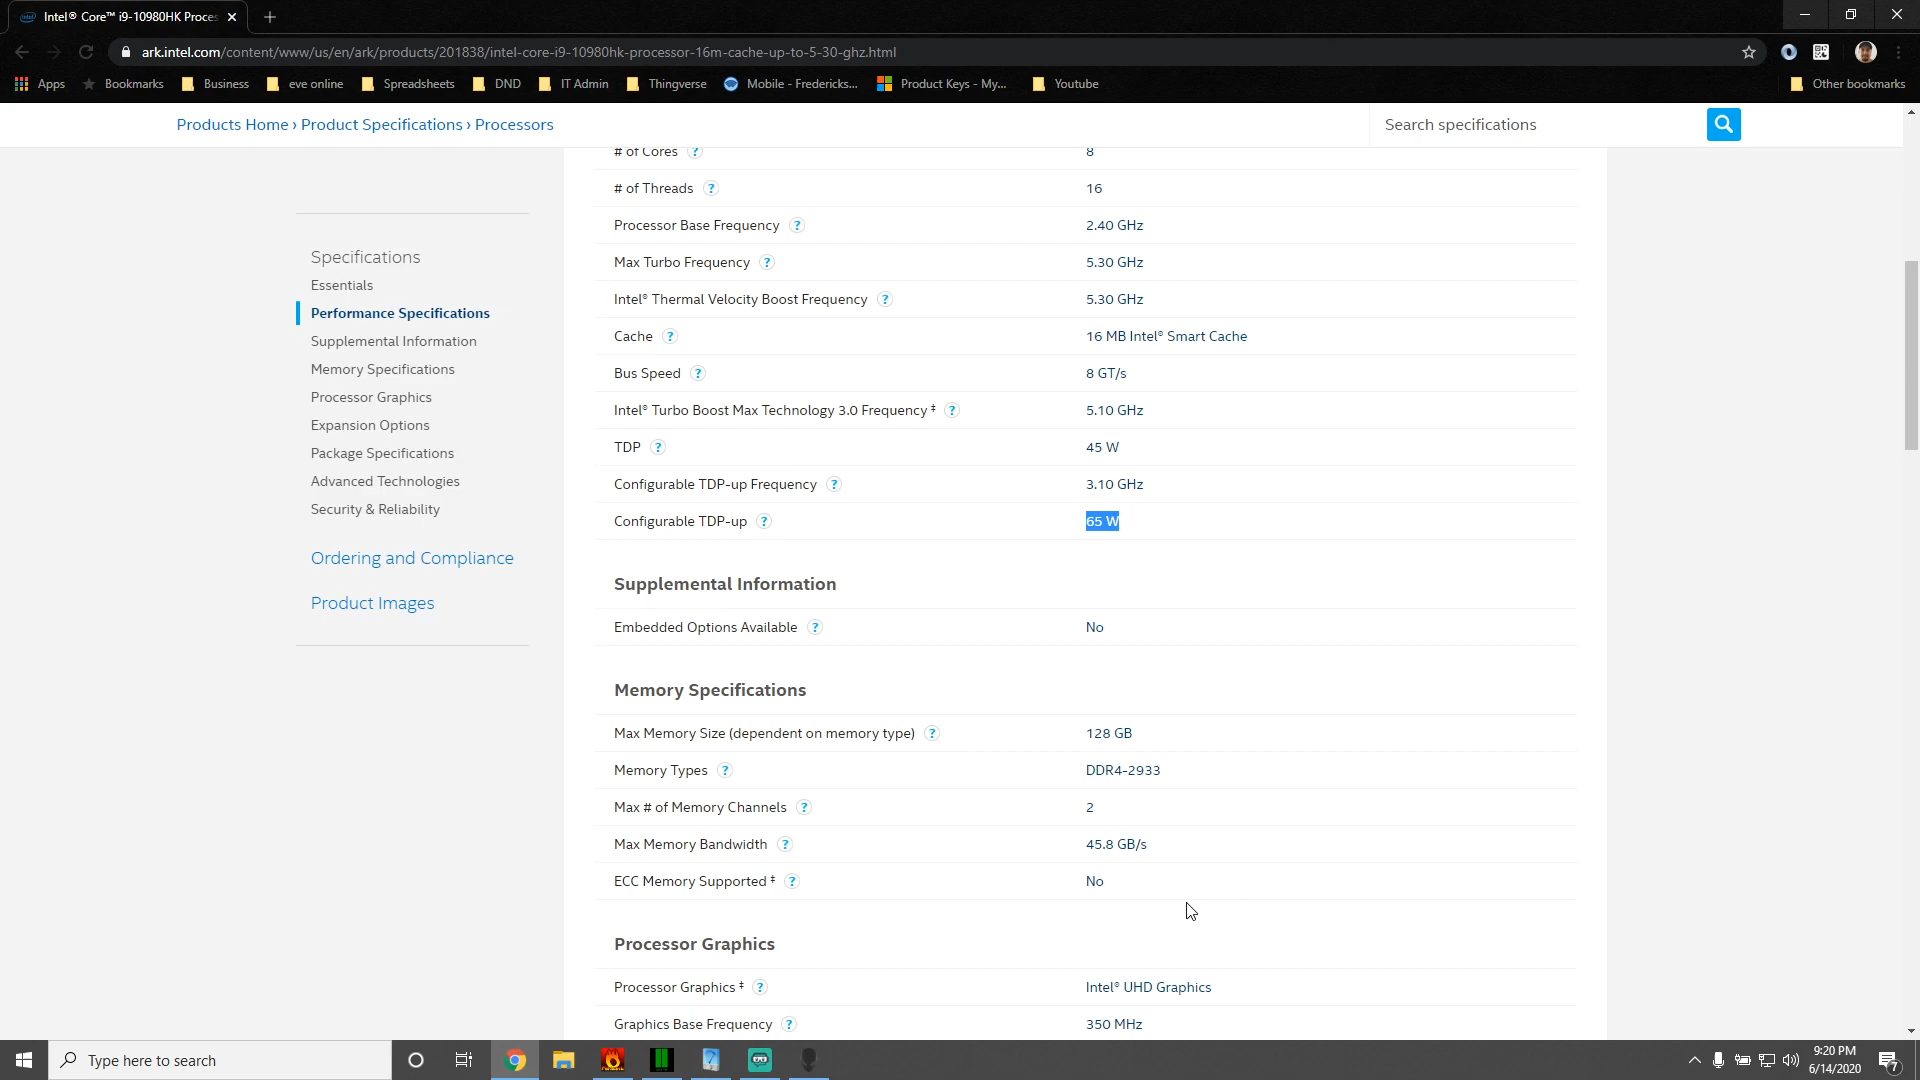 Intel® Core™ i9-10980HK Proces
ark.intel.com/content/www/us/en/ark/products/201838/intel-core-i9-10980hk-processor-16m-cache-up-to-5-30-ghz.html
Apps Bookmarks Business eve online Spreadsheets DND IT Admin Thingverse Mobile - Fredericks... Product Keys - My... Youtube Other bookmarks
Products Home › Product Specifications › Processors Search specifications
Specifications
Essentials
Performance Specifications
Supplemental Information
Memory Specifications
Processor Graphics
Expansion Options
Package Specifications
Advanced Technologies
Security & Reliability
Ordering and Compliance
Product Images
# of Cores ? 8
# of Threads ? 16
Processor Base Frequency ? 2.40 GHz
Max Turbo Frequency ? 5.30 GHz
Intel® Thermal Velocity Boost Frequency ? 5.30 GHz
Cache ? 16 MB Intel® Smart Cache
Bus Speed ? 8 GT/s
Intel® Turbo Boost Max Technology 3.0 Frequency ‡ ? 5.10 GHz
TDP ? 45 W
Configurable TDP-up Frequency ? 3.10 GHz
Configurable TDP-up ? 65 W
Supplemental Information
Embedded Options Available ? No
Memory Specifications
Max Memory Size (dependent on memory type) ? 128 GB
Memory Types ? DDR4-2933
Max # of Memory Channels ? 2
Max Memory Bandwidth ? 45.8 GB/s
ECC Memory Supported ‡ ? No
Processor Graphics
Processor Graphics ‡ ? Intel® UHD Graphics
Graphics Base Frequency ? 350 MHz
Type here to search
9:20 PM
6/14/2020
7